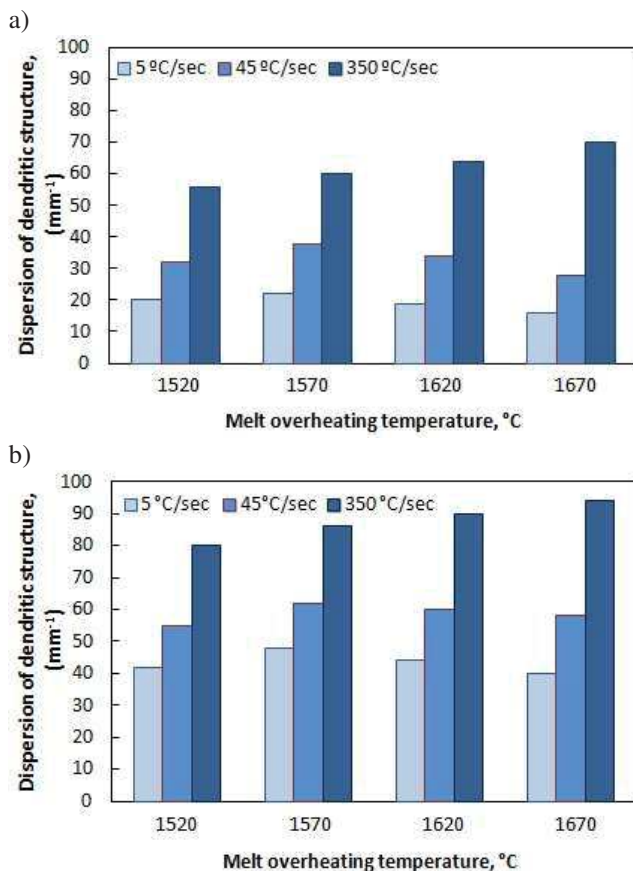 a)
Dispersion of dendritic structure,
(mm⁻¹)
100
90
80
70
60
50
40
30
20
10
0
5 ºC/sec 45 ºC/sec 350 ºC/sec
1520 1570 1620 1670
Melt overheating temperature, °C
b)
Dispersion of dendritic structure,
(mm⁻¹)
100
90
80
70
60
50
40
30
20
10
0
5 °C/sec 45°C/sec 350 °C/sec
1520 1570 1620 1670
Melt overheating temperature, °C